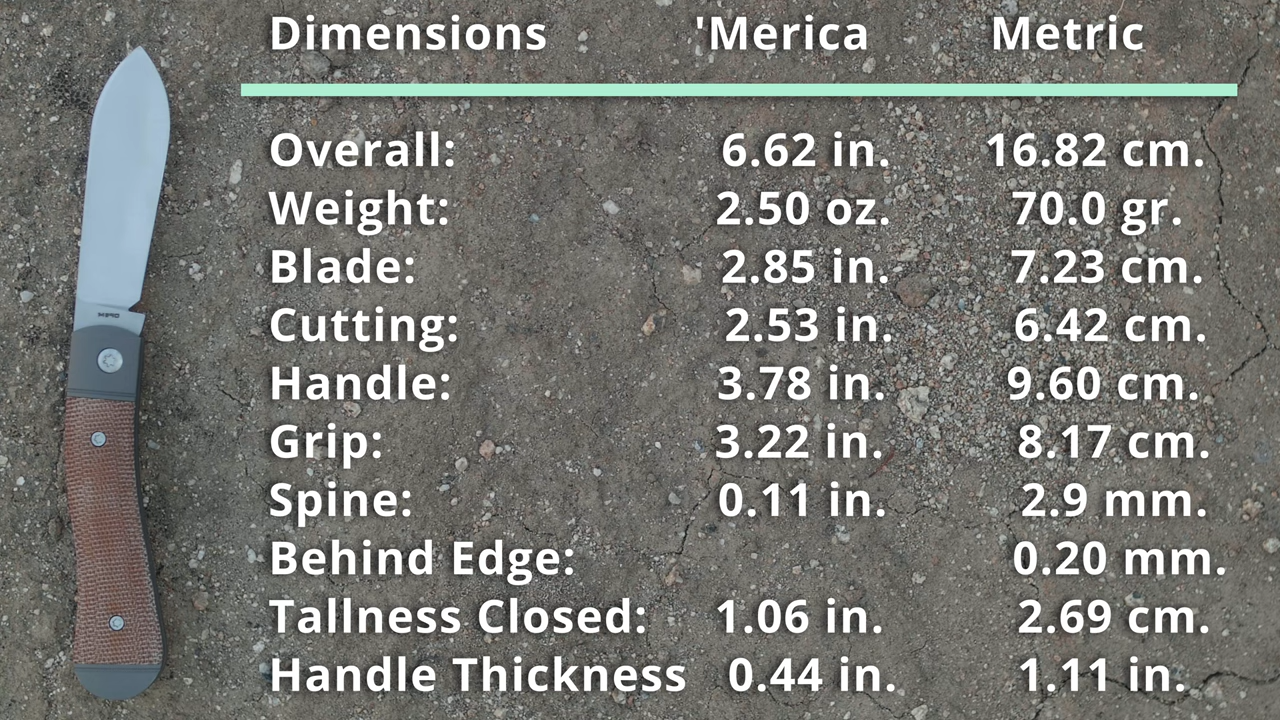 Dimensions 'Merica Metric
Overall: 6.62 in. 16.82 cm.
Weight: 2.50 oz. 70.0 gr.
Blade: 2.85 in. 7.23 cm.
Cutting: 2.53 in. 6.42 cm.
Handle: 3.78 in. 9.60 cm.
Grip: 3.22 in. 8.17 cm.
Spine: 0.11 in. 2.9 mm.
Behind Edge: 0.20 mm.
Tallness Closed: 1.06 in. 2.69 cm.
Handle Thickness 0.44 in. 1.11 in.